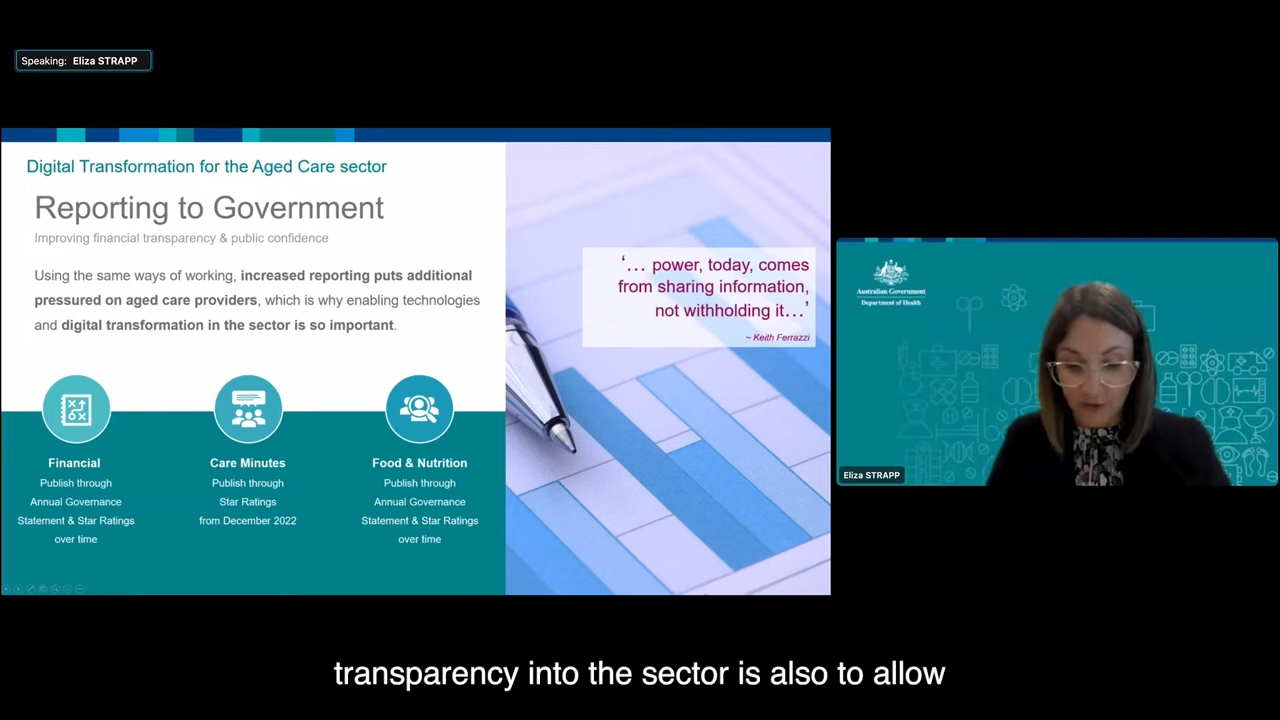 Speaking: Eliza STRAPP
Digital Transformation for the Aged Care sector
Reporting to Government
Improving financial transparency & public confidence
Using the same ways of working, increased reporting puts additional
pressured on aged care providers, which is why enabling technologies
and digital transformation in the sector is so important.
‘… power, today, comes
from sharing information,
not withholding it…’
~ Keith Ferrazzi
Financial
Publish through
Annual Governance
Statement & Star Ratings
over time
Care Minutes
Publish through
Star Ratings
from December 2022
Food & Nutrition
Publish through
Annual Governance
Statement & Star Ratings
over time
Australian Government
Department of Health
Eliza STRAPP
transparency into the sector is also to allow